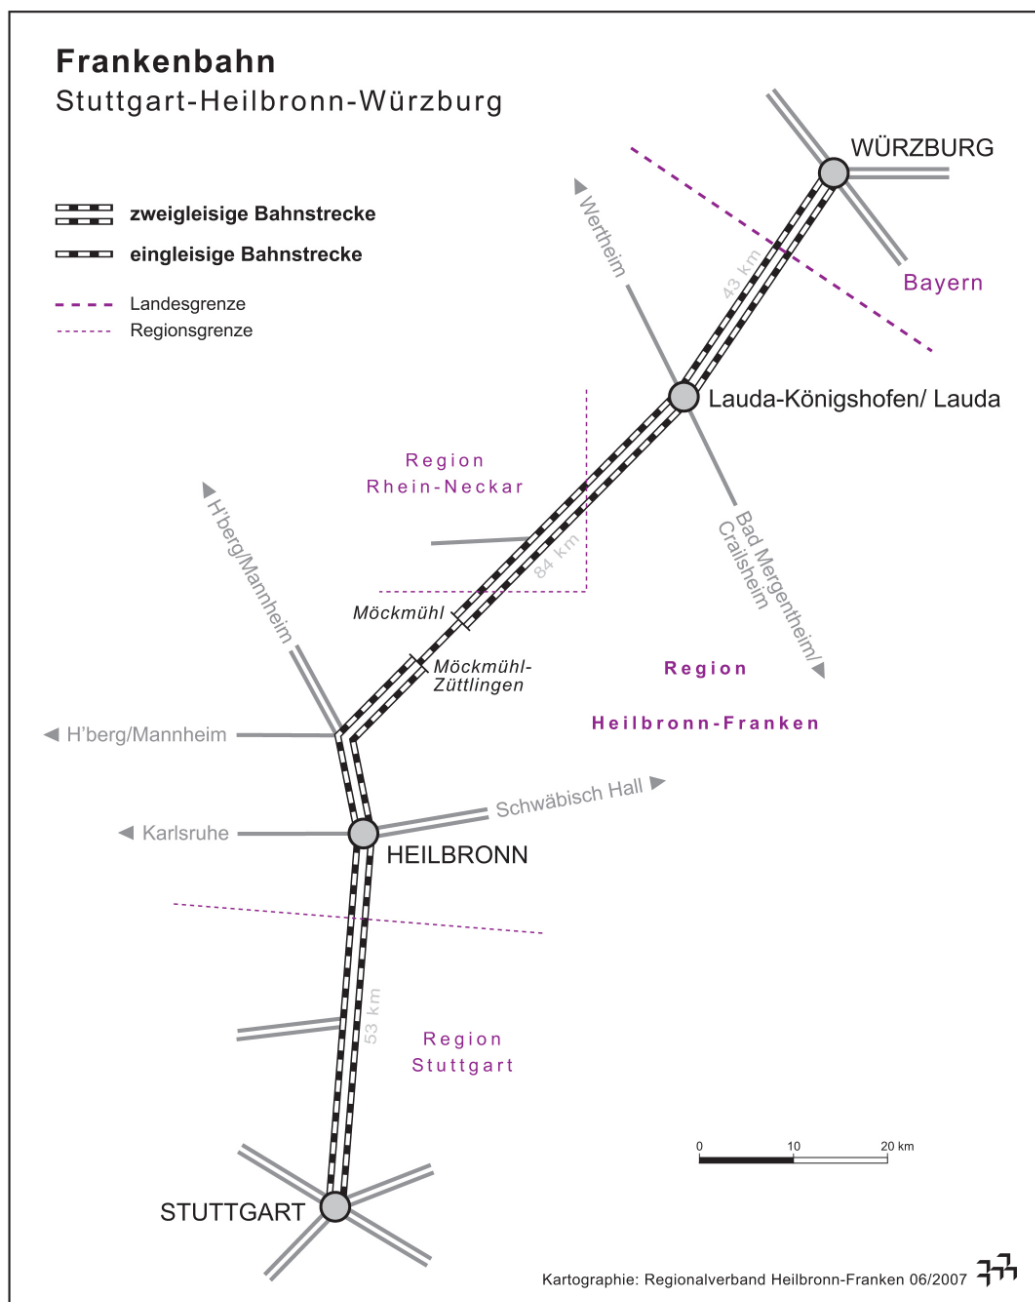 Frankenbahn
Stuttgart-Heilbronn-Würzburg
zweigleisige Bahnstrecke
eingleisige Bahnstrecke
Landesgrenze
Regionsgrenze
WÜRZBURG
Wertheim
43 km
Bayern
Lauda-Königshofen/ Lauda
Region
Rhein-Neckar
H'berg/Mannheim
84 km
Bad Mergentheim/
Crailsheim
Möckmühl
Möckmühl-
Züttlingen
Region
Heilbronn-Franken
H'berg/Mannheim
Schwäbisch Hall
Karlsruhe
HEILBRONN
53 km
Region
Stuttgart
0 10 20 km
STUTTGART
Kartographie: Regionalverband Heilbronn-Franken 06/2007